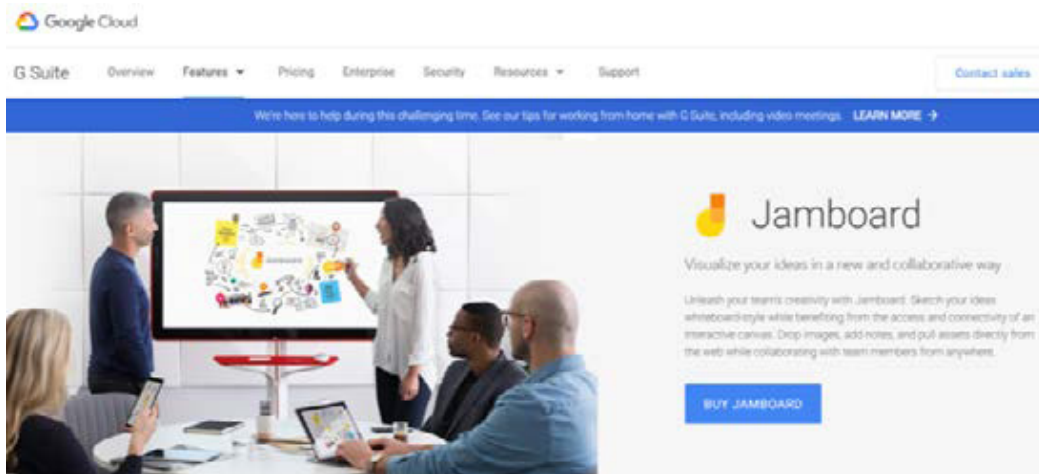 Google Cloud
G Suite Overview Features Pricing Enterprise Security Resources Support Contact sales
We're here to help during this challenging time. See our tips for working from home with G Suite, including video meetings. LEARN MORE →
Jamboard
Visualize your ideas in a new and collaborative way
Unleash your team's creativity with Jamboard. Sketch your ideas
whiteboard-style while benefiting from the access and connectivity of an
interactive canvas. Drop images, add notes, and pull assets directly from
the web while collaborating with team members from anywhere.
BUY JAMBOARD
JAMBOARD